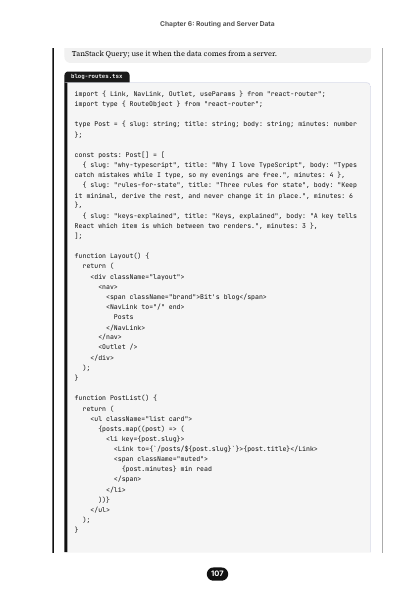 Chapter 6: Routing and Server Data
TanStack Query; use it when the data comes from a server.
blog-routes.tsx
import { Link, NavLink, Outlet, useParams } from "react-router";
import type { RouteObject } from "react-router";
type Post = { slug: string; title: string; body: string; minutes: number
};
const posts: Post[] = [
{ slug: "why-typescript", title: "Why I love TypeScript", body: "Types
catch mistakes while I type, so my evenings are free.", minutes: 4 },
{ slug: "rules-for-state", title: "Three rules for state", body: "Keep
it minimal, derive the rest, and never change it in place.", minutes: 6
},
{ slug: "keys-explained", title: "Keys, explained", body: "A key tells
React which item is which between two renders.", minutes: 3 },
];
function Layout() {
return (
<div className="layout">
<nav>
<span className="brand">Bit's blog</span>
<NavLink to="/" end>
Posts
</NavLink>
</nav>
<Outlet />
</div>
);
}
function PostList() {
return (
<ul className="list card">
{posts.map((post) => (
<li key={post.slug}>
<Link to={`/posts/${post.slug}`}>{post.title}</Link>
<span className="muted">
{post.minutes} min read
</span>
</li>
))}
</ul>
);
}
107